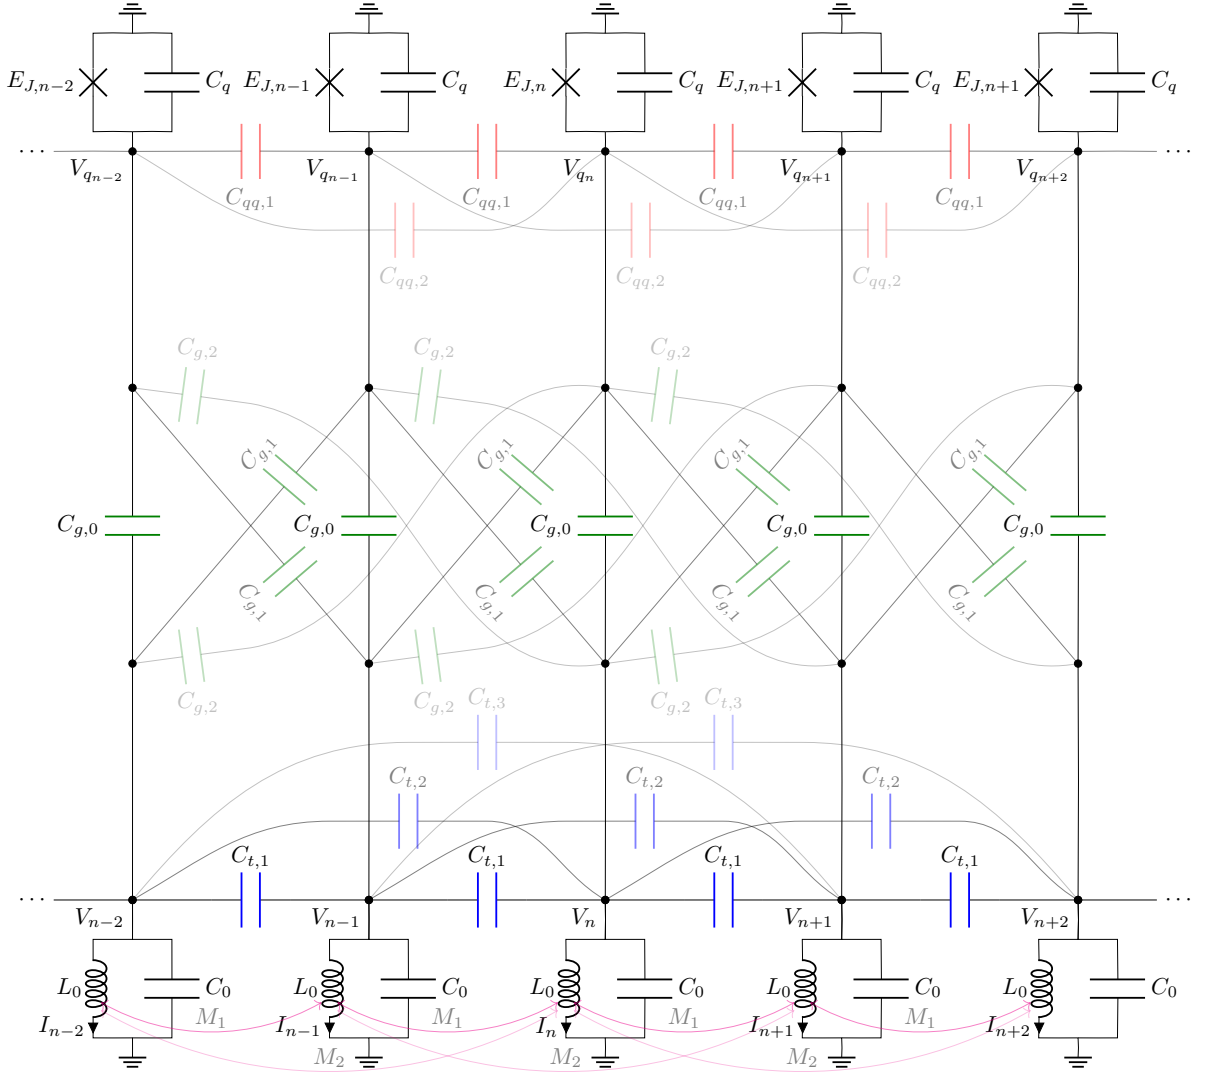 E_{J,n-2} C_q E_{J,n-1} C_q E_{J,n} C_q E_{J,n+1} C_q E_{J,n+1} C_q
⋯ ⋯
V_{q_{n-2}} V_{q_{n-1}} V_{q_n} V_{q_{n+1}} V_{q_{n+2}}
C_{qq,1} C_{qq,1} C_{qq,1} C_{qq,1}
C_{qq,2} C_{qq,2} C_{qq,2}
C_{g,2} C_{g,2} C_{g,2}
C_{g,1} C_{g,1} C_{g,1} C_{g,1}
C_{g,0} C_{g,0} C_{g,0} C_{g,0} C_{g,0}
C_{g,1} C_{g,1} C_{g,1} C_{g,1}
C_{g,2} C_{g,2} C_{g,2}
C_{t,3} C_{t,3}
C_{t,2} C_{t,2} C_{t,2}
C_{t,1} C_{t,1} C_{t,1} C_{t,1}
⋯ ⋯
V_{n-2} V_{n-1} V_n V_{n+1} V_{n+2}
L_0 C_0 L_0 C_0 L_0 C_0 L_0 C_0 L_0 C_0
M_1 M_1 M_1 M_1
I_{n-2} I_{n-1} I_n I_{n+1} I_{n+2}
M_2 M_2 M_2